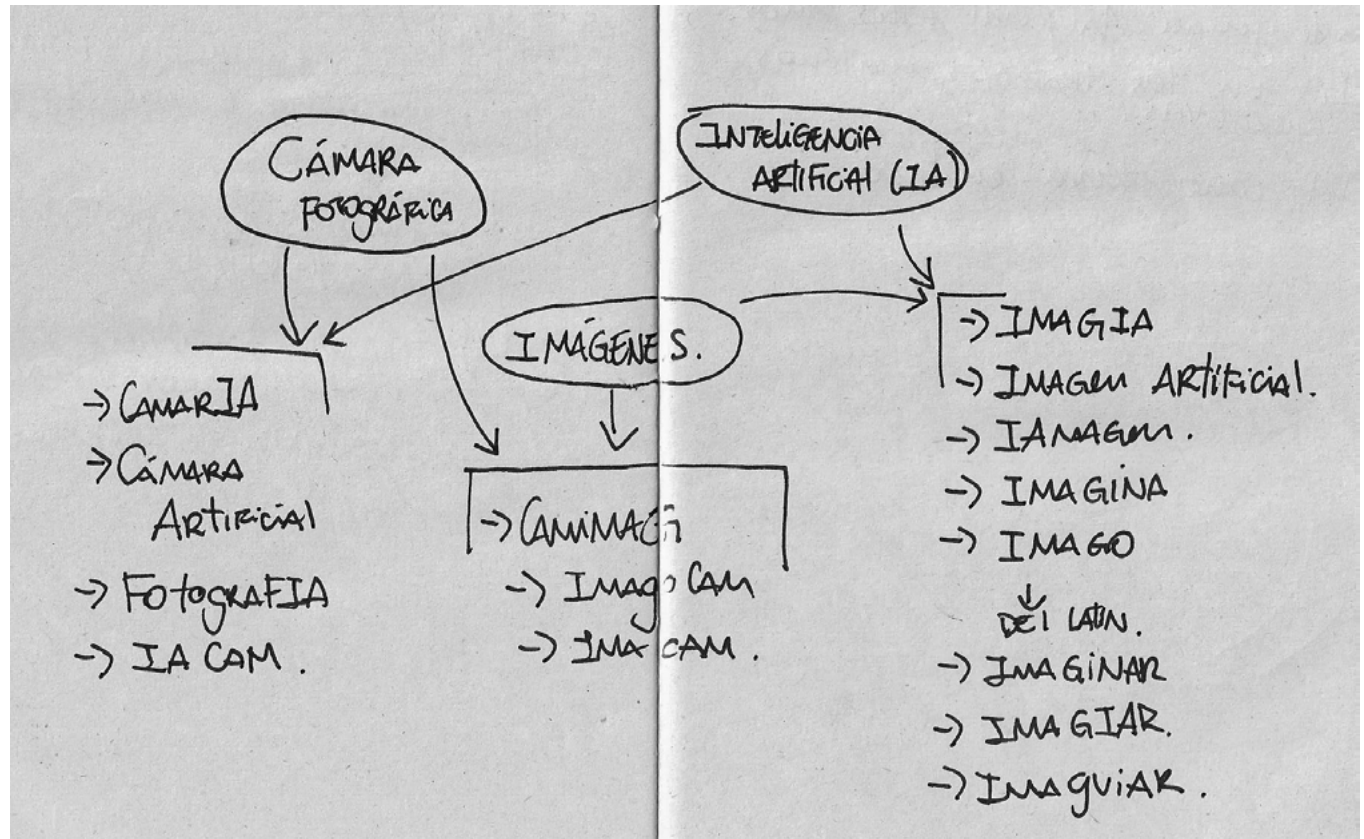 CÁMARA
FOTOGRÁFICA
INTELIGENCIA
ARTIFICIAL (IA)
IMÁGENES.
→ CAMARIA
→ CÁMARA
ARTIFICIAL
→ FOTOGRAFIA
→ IA CAM.
→ CAMIMAGI
→ IMAGO CAM
→ IMA CAM.
→ IMAGIA
→ IMAGEN ARTIFICIAL.
→ IAMAGEN.
→ IMAGINA
→ IMAGO
↓
DEL LATIN.
→ IMAGINAR
→ IMAGIAR.
→ IMAGUIAR.